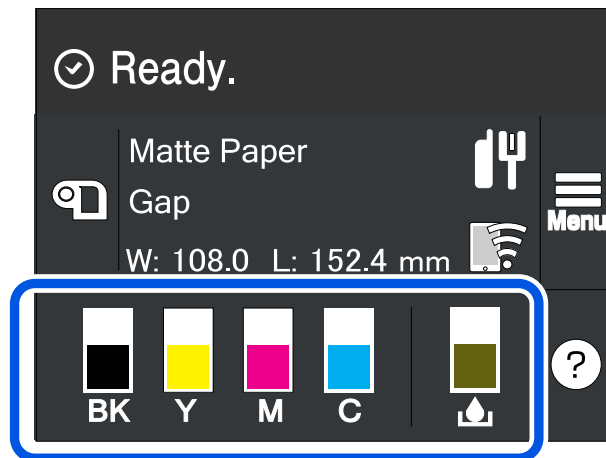 Ready.
Matte Paper
Gap
W: 108.0 L: 152.4 mm
Menu
BK Y M C
?